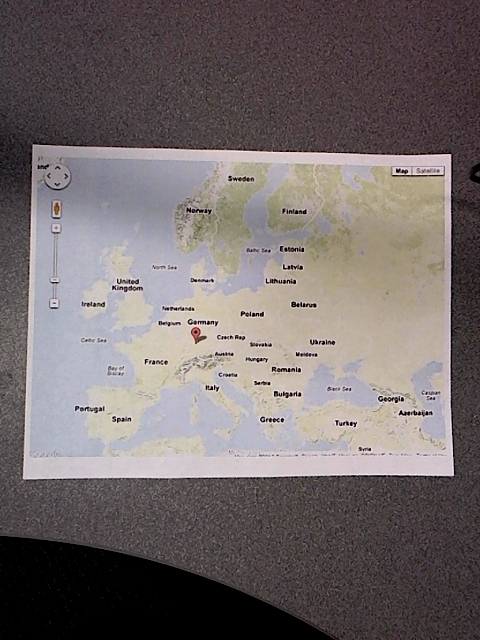 Map Satellite
Sweden
Norway
Finland
Baltic Sea
Estonia
North Sea
Latvia
Denmark
Lithuania
United
Kingdom
Ireland
Netherlands
Belarus
Poland
Belgium
Germany
Celtic Sea
Czech Rep
Slovakia
Ukraine
Austria
Moldova
France
Hungary
Bay of
Biscay
Romania
Croatia
Serbia
Italy
Black Sea
Bulgaria
Georgia
Caspian
Sea
Portugal
Spain
Azerbaijan
Greece
Turkey
Syria